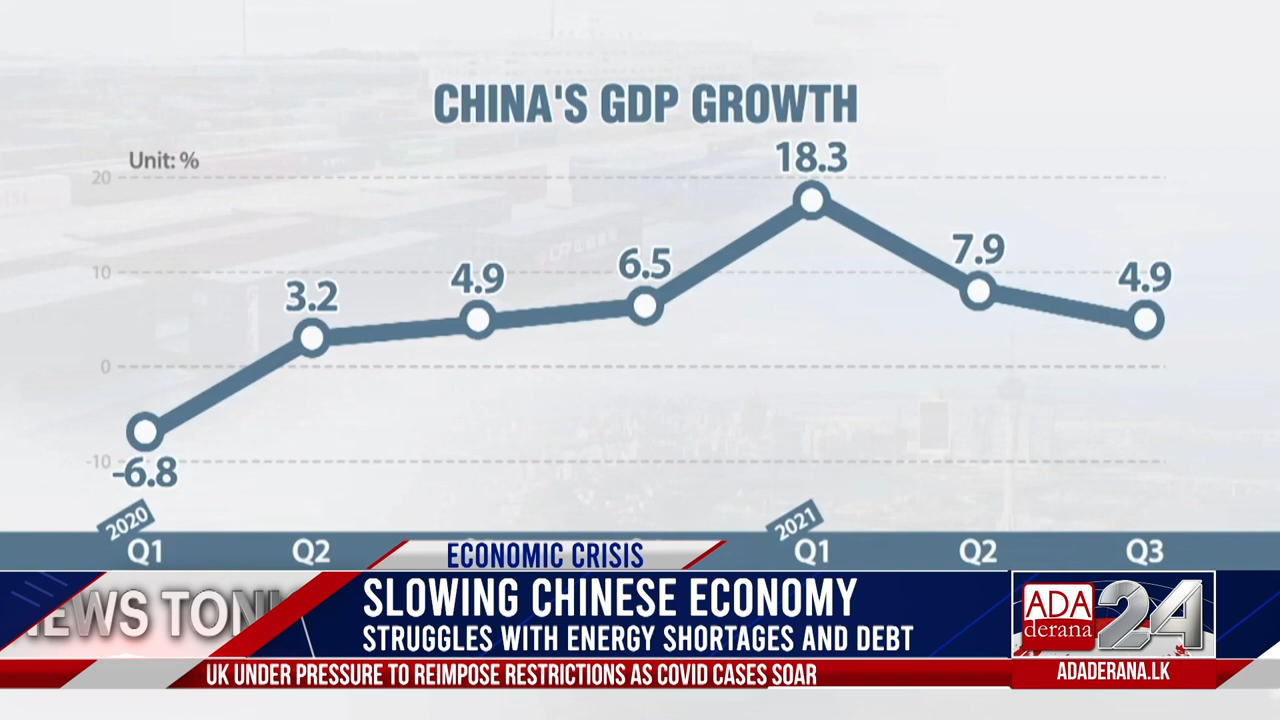 CHINA'S GDP GROWTH
Unit: %
20
10
0
-10
-6.8
3.2
4.9
6.5
18.3
7.9
4.9
2020
2021
Q1 Q2 Q1 Q2 Q3
ECONOMIC CRISIS
SLOWING CHINESE ECONOMY
STRUGGLES WITH ENERGY SHORTAGES AND DEBT
EWS TONI
ADA
derana
24
UK UNDER PRESSURE TO REIMPOSE RESTRICTIONS AS COVID CASES SOAR
ADADERANA.LK